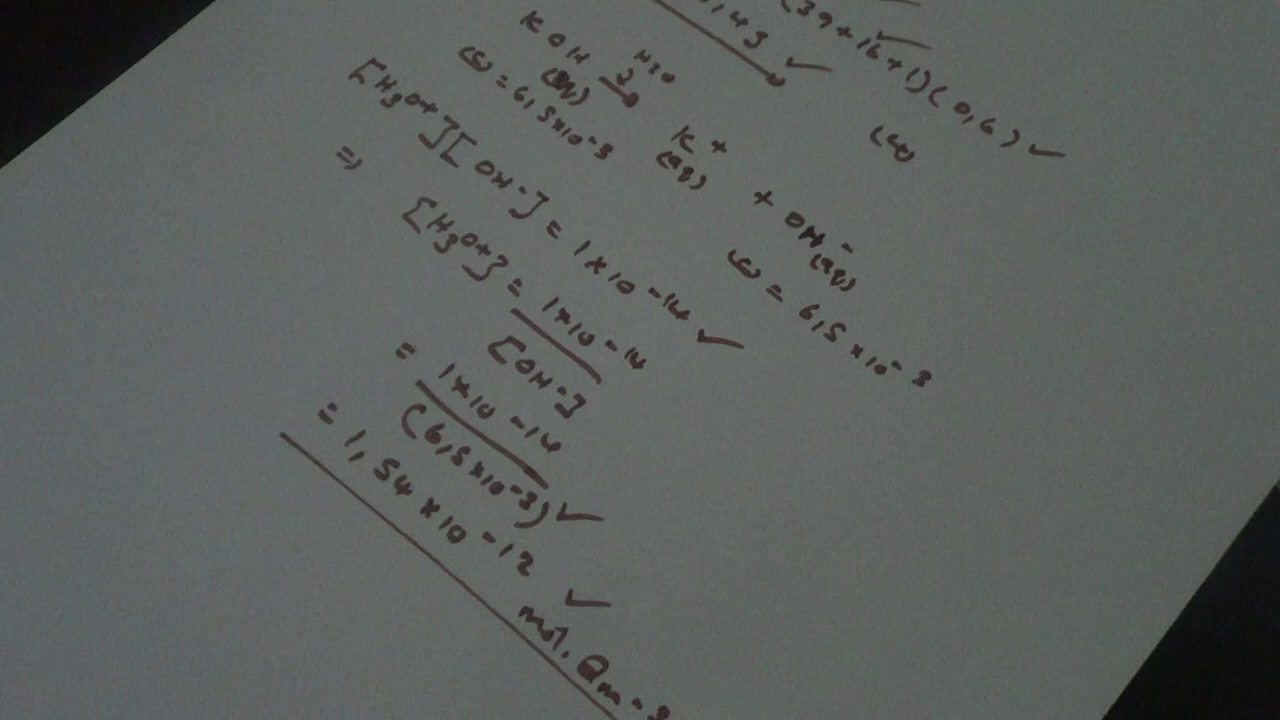 (39+16+1)(0,6) ✓
,43 ✓
(4)
KOH(aq) →H2O K+(aq) + OH-(aq)
(c) = 6,5×10-3 (c) = 6,5×10-3
[H3O+][OH-] = 1×10-14 ✓
⇒ [H3O+] = 1×10-14
[OH-]
= 1×10-14
(6,5×10-3) ✓
= 1,54×10-12 ✓ mol.dm-3